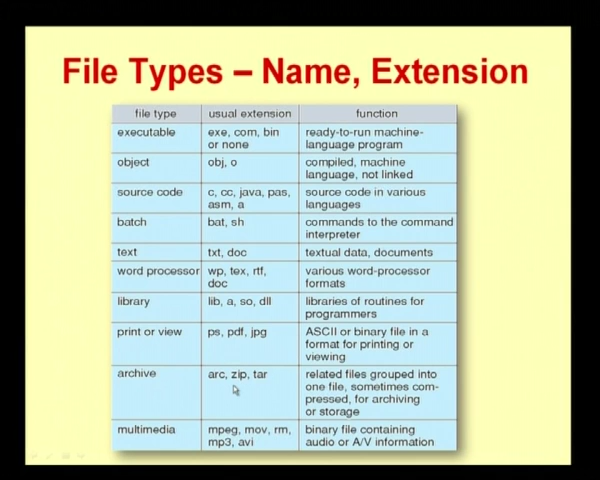 File Types – Name, Extension
file type usual extension function
executable exe, com, bin ready-to-run machine-
or none language program
object obj, o compiled, machine
language, not linked
source code c, cc, java, pas, source code in various
asm, a languages
batch bat, sh commands to the command
interpreter
text txt, doc textual data, documents
word processor wp, tex, rtf, various word-processor
doc formats
library lib, a, so, dll libraries of routines for
programmers
print or view ps, pdf, jpg ASCII or binary file in a
format for printing or
viewing
archive arc, zip, tar related files grouped into
one file, sometimes com-
pressed, for archiving
or storage
multimedia mpeg, mov, rm, binary file containing
mp3, avi audio or A/V information